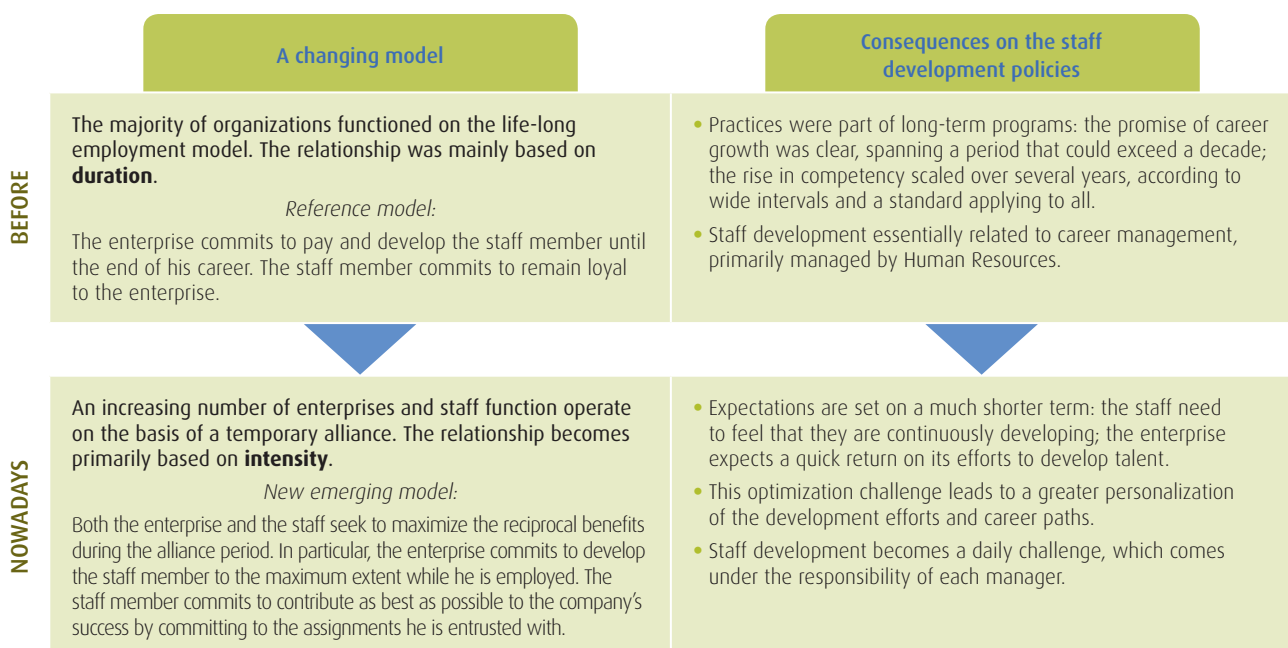 A changing model
Consequences on the staff
development policies
BEFORE
The majority of organizations functioned on the life-long
employment model. The relationship was mainly based on
duration.
Reference model:
The enterprise commits to pay and develop the staff member until
the end of his career. The staff member commits to remain loyal
to the enterprise.
• Practices were part of long-term programs: the promise of career
growth was clear, spanning a period that could exceed a decade;
the rise in competency scaled over several years, according to
wide intervals and a standard applying to all.
• Staff development essentially related to career management,
primarily managed by Human Resources.
NOWADAYS
An increasing number of enterprises and staff function operate
on the basis of a temporary alliance. The relationship becomes
primarily based on intensity.
New emerging model:
Both the enterprise and the staff seek to maximize the reciprocal benefits
during the alliance period. In particular, the enterprise commits to develop
the staff member to the maximum extent while he is employed. The
staff member commits to contribute as best as possible to the company’s
success by committing to the assignments he is entrusted with.
• Expectations are set on a much shorter term: the staff need
to feel that they are continuously developing; the enterprise
expects a quick return on its efforts to develop talent.
• This optimization challenge leads to a greater personalization
of the development efforts and career paths.
• Staff development becomes a daily challenge, which comes
under the responsibility of each manager.